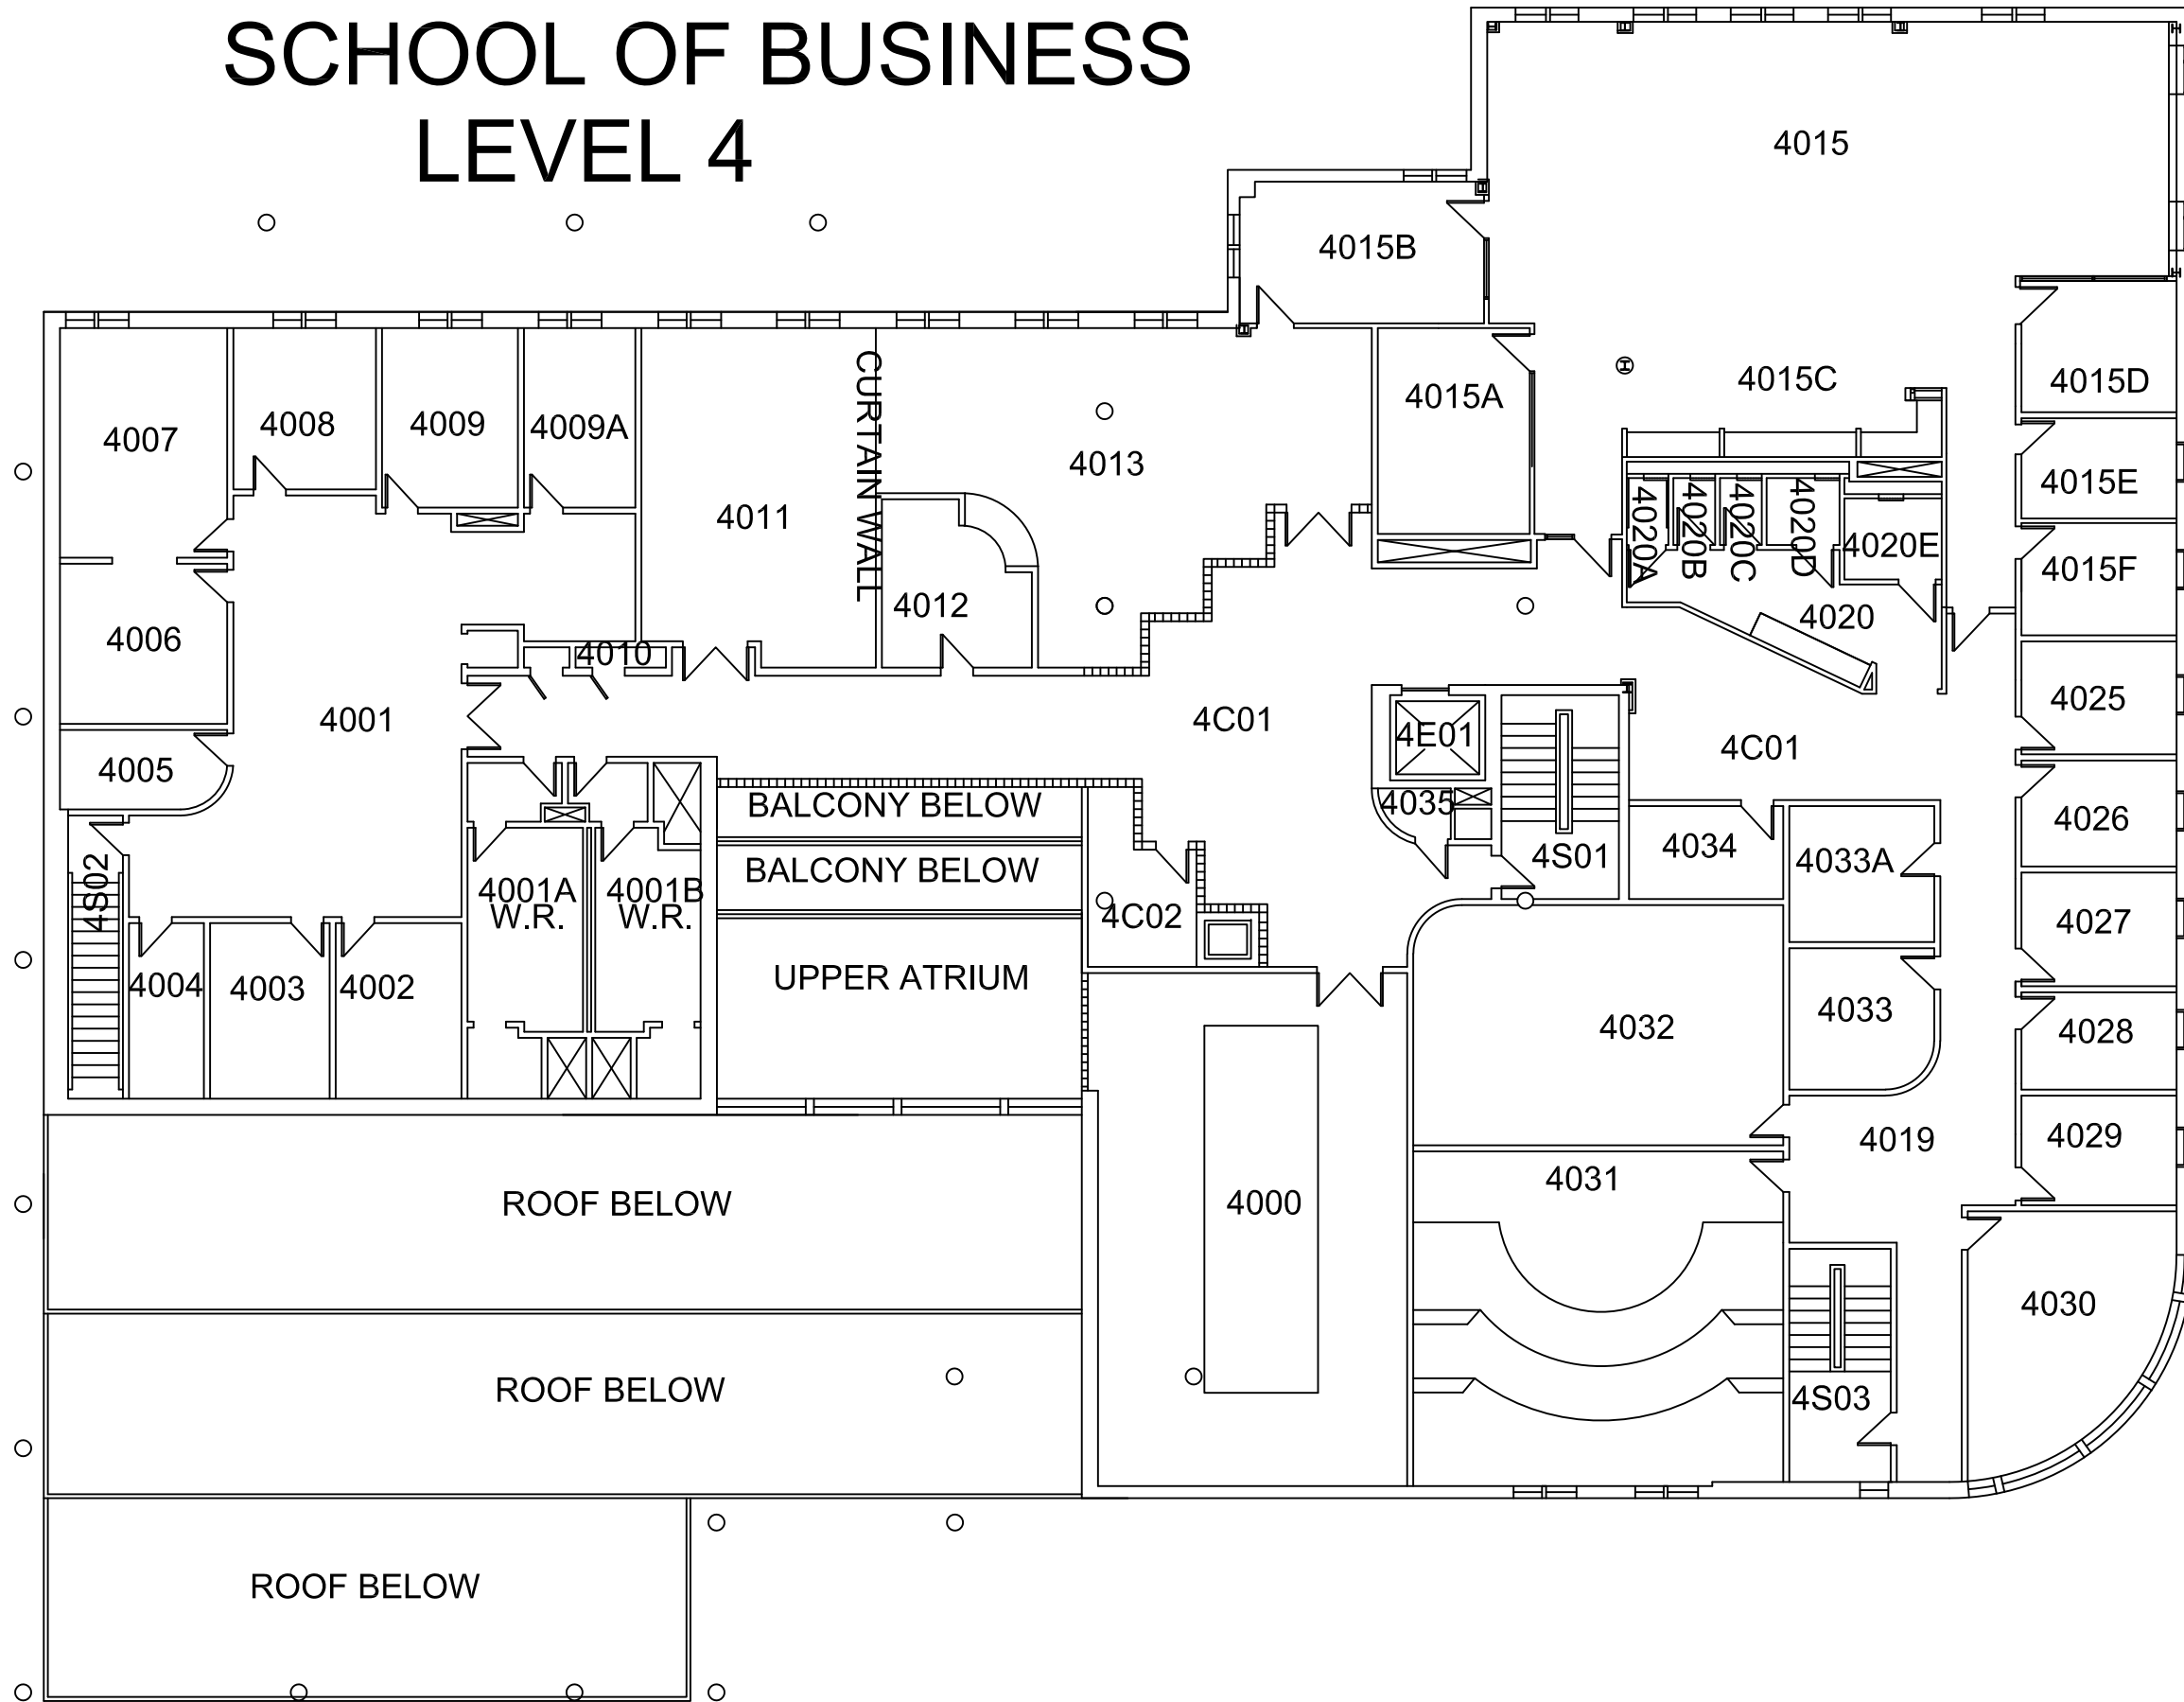 SCHOOL OF BUSINESS
LEVEL 4
4015
4015B
4015C
4015D
4015A
4007
4008
4009
4009A
CURTAIN WALL
4013
4011
4012
4015E
4015F
4020A
4020B
4020C
4020D
4020E
4020
4006
4010
4001
4005
4C01
4E01
4C01
4025
4026
4035
4S01
4034
4033A
BALCONY BELOW
BALCONY BELOW
4S02
4001A
W.R.
4001B
W.R.
4C02
4027
4004
4003
4002
UPPER ATRIUM
4032
4033
4028
4019
4029
4031
4000
ROOF BELOW
4030
ROOF BELOW
4S03
ROOF BELOW